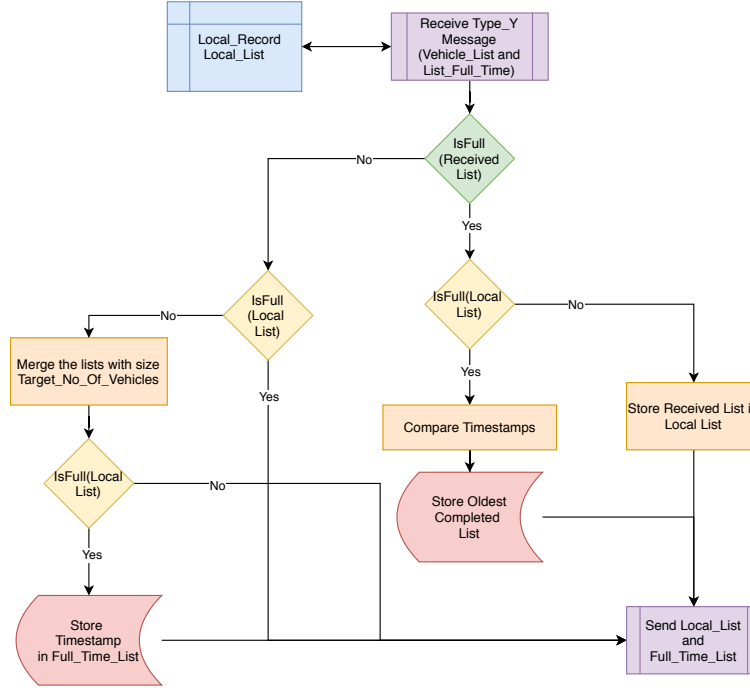 Local_Record
Local_List
Receive Type_Y
Message
(Vehicle_List and
List_Full_Time)
IsFull
(Received
List)
No
Yes
IsFull
(Local
List)
IsFull(Local
List)
No
No
Merge the lists with size
Target_No_Of_Vehicles
Yes
Yes
Compare Timestamps
Store Received List i
Local List
IsFull(Local
List)
No
Store Oldest
Completed
List
Yes
Store
Timestamp
in Full_Time_List
Send Local_List
and
Full_Time_List